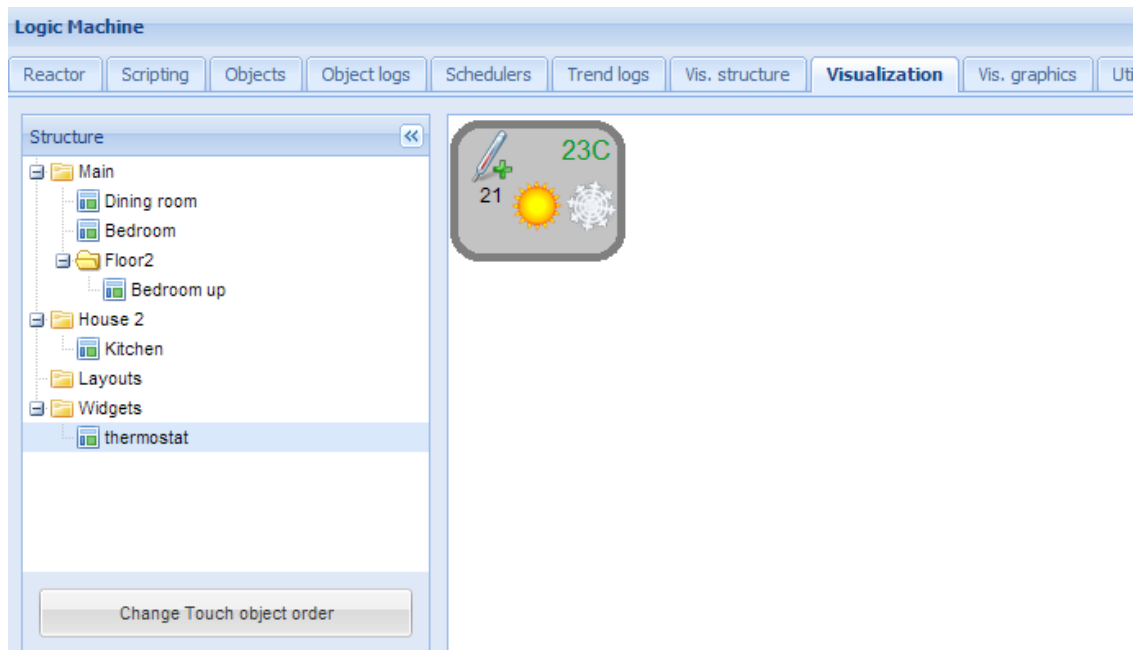 Logic Machine
Reactor Scripting Objects Object logs Schedulers Trend logs Vis. structure Visualization Vis. graphics Uti
Structure
Main
Dining room
Bedroom
Floor2
Bedroom up
House 2
Kitchen
Layouts
Widgets
thermostat
Change Touch object order
23C
21